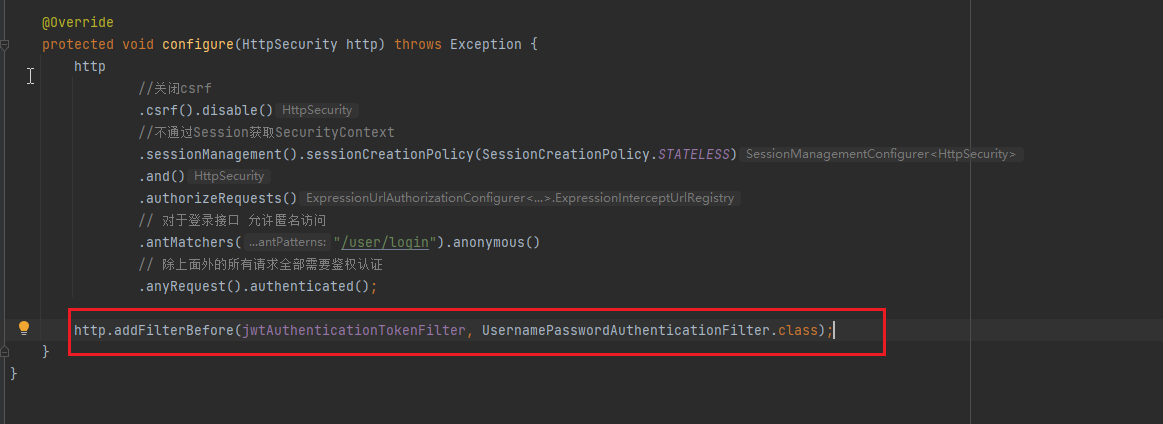 @Override
protected void configure(HttpSecurity http) throws Exception {
http
//关闭csrf
.csrf().disable() HttpSecurity
//不通过Session获取SecurityContext
.sessionManagement().sessionCreationPolicy(SessionCreationPolicy.STATELESS) SessionManagementConfigurer<HttpSecurity>
.and() HttpSecurity
.authorizeRequests() ExpressionUrlAuthorizationConfigurer<...>.ExpressionInterceptUrlRegistry
// 对于登录接口 允许匿名访问
.antMatchers( ...antPatterns: "/user/login").anonymous()
// 除上面外的所有请求全部需要鉴权认证
.anyRequest().authenticated();
http.addFilterBefore(jwtAuthenticationTokenFilter, UsernamePasswordAuthenticationFilter.class);
}
}